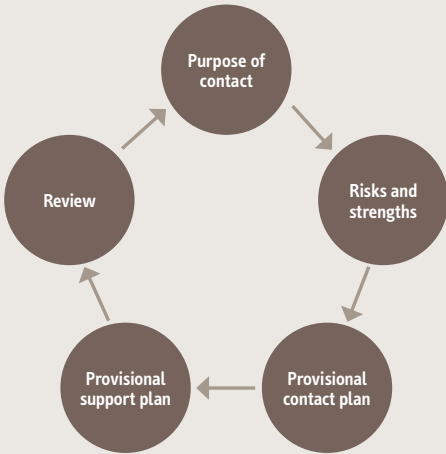 Purpose of
contact
Risks and
strengths
Provisional
contact plan
Provisional
support plan
Review